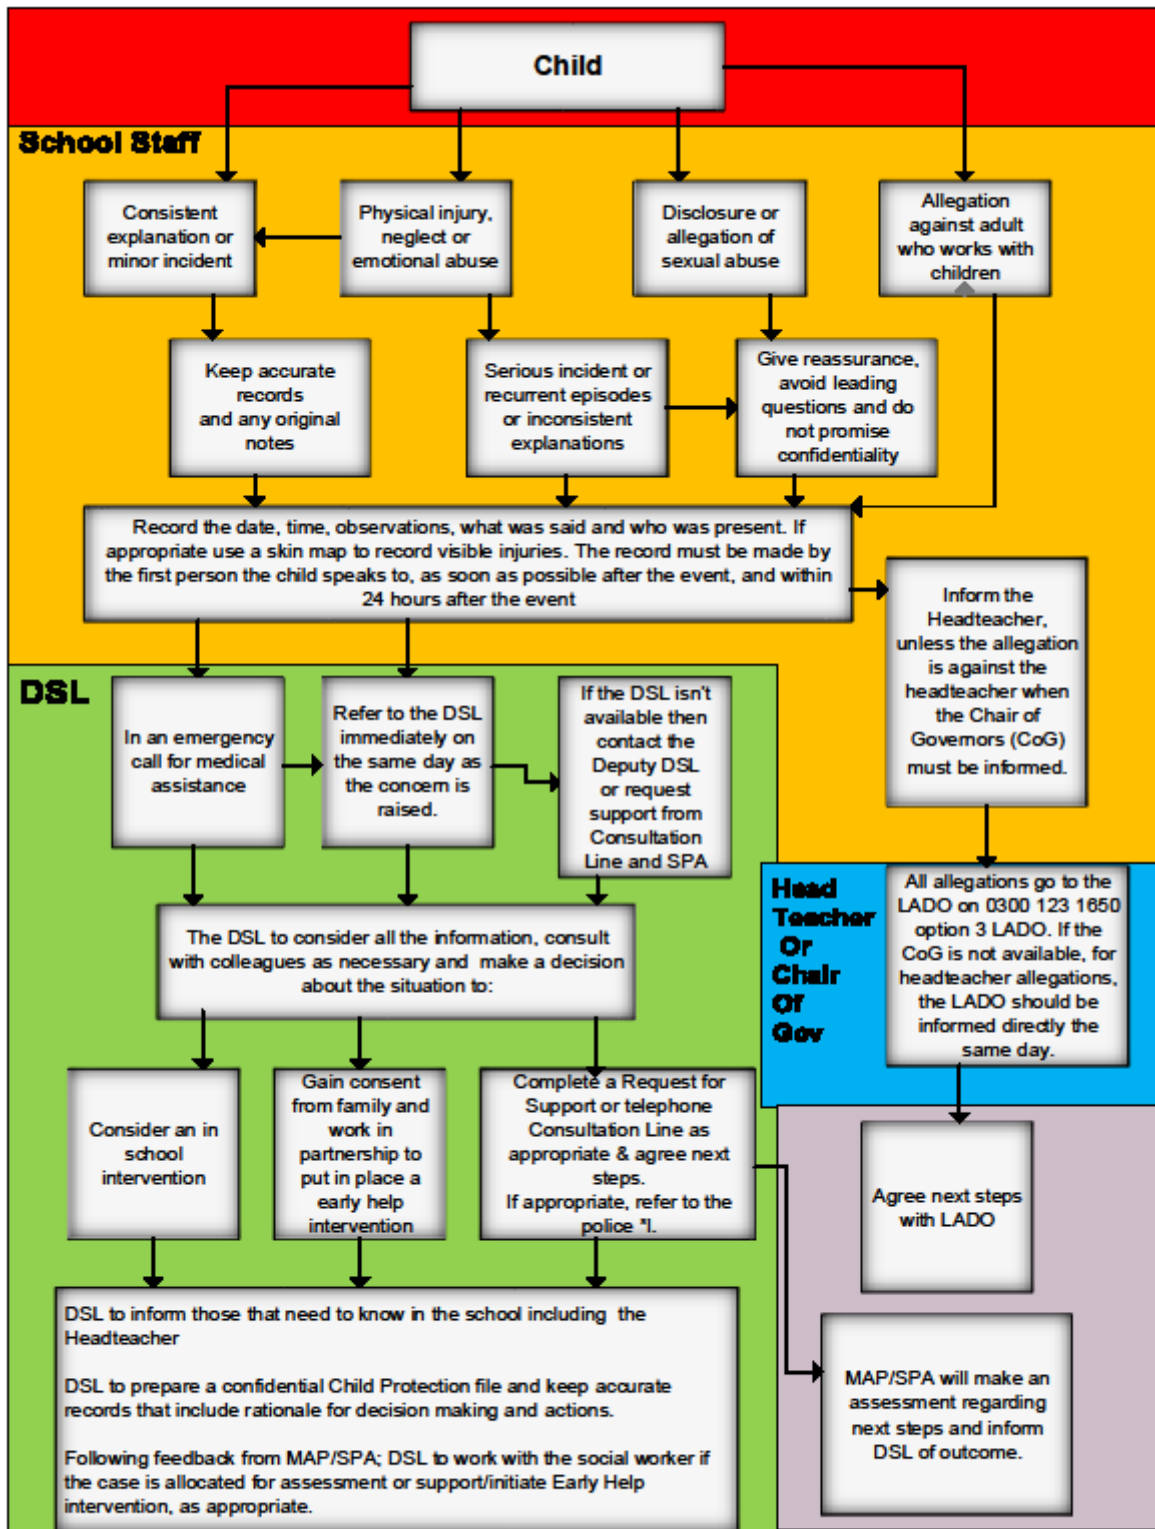 Child
School Staff
Consistent
explanation or
minor incident
Physical injury,
neglect or
emotional abuse
Disclosure or
allegation of
sexual abuse
Allegation
against adult
who works with
children
Keep accurate
records
and any original
notes
Serious incident or
recurrent episodes
or inconsistent
explanations
Give reassurance,
avoid leading
questions and do
not promise
confidentiality
Record the date, time, observations, what was said and who was present. If
appropriate use a skin map to record visible injuries. The record must be made by
the first person the child speaks to, as soon as possible after the event, and within
24 hours after the event
Inform the
Headteacher,
unless the allegation
is against the
headteacher when
the Chair of
Governors (CoG)
must be informed.
DSL
In an emergency
call for medical
assistance
Refer to the DSL
immediately on
the same day as
the concern is
raised.
If the DSL isn't
available then
contact the
Deputy DSL
or request
support from
Consultation
Line and SPA
Head
Teacher
Or
Chair
Of
Gov
All allegations go to the
LADO on 0300 123 1650
option 3 LADO. If the
CoG is not available, for
headteacher allegations,
the LADO should be
informed directly the
same day.
The DSL to consider all the information, consult
with colleagues as necessary and make a decision
about the situation to:
Consider an in
school
intervention
Gain consent
from family and
work in
partnership to
put in place a
early help
intervention
Complete a Request for
Support or telephone
Consultation Line as
appropriate & agree next
steps.
If appropriate, refer to the
police *I.
Agree next steps
with LADO
DSL to inform those that need to know in the school including the
Headteacher
DSL to prepare a confidential Child Protection file and keep accurate
records that include rationale for decision making and actions.
Following feedback from MAP/SPA; DSL to work with the social worker if
the case is allocated for assessment or support/initiate Early Help
intervention, as appropriate.
MAP/SPA will make an
assessment regarding
next steps and inform
DSL of outcome.